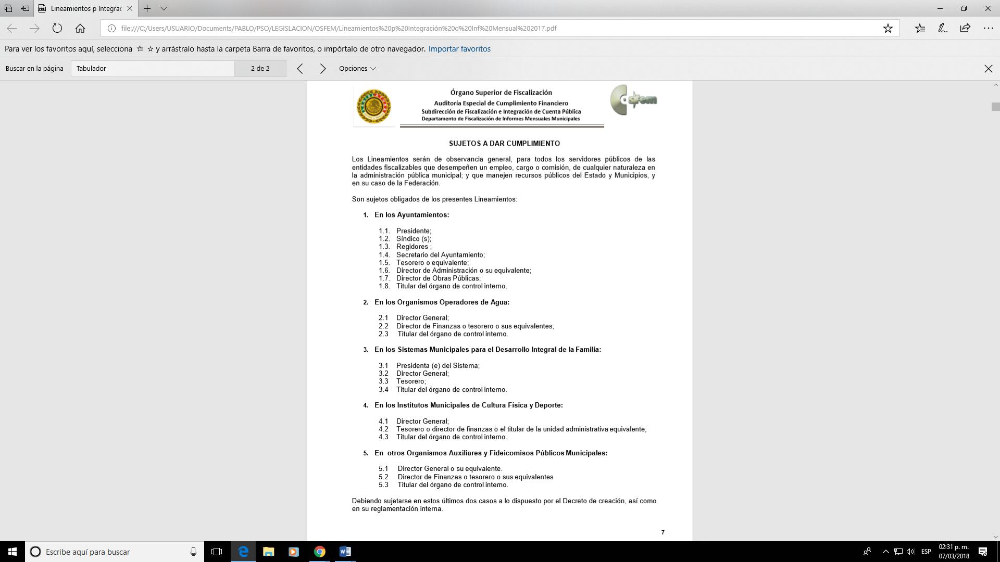 Lineamientos p Integrac
file:///C:/Users/USUARIO/Documents/PABLO/PSO/LEGISLACION/OSFEM/Lineamientos%20p%20Integración%20d%20Inf%20Mensual%202017.pdf
Para ver los favoritos aquí, selecciona y arrástralo hasta la carpeta Barra de favoritos, o impórtalo de otro navegador. Importar favoritos
Buscar en la página Tabulador 2 de 2 Opciones
Órgano Superior de Fiscalización
Auditoría Especial de Cumplimiento Financiero
Subdirección de Fiscalización e Integración de Cuenta Pública
Departamento de Fiscalización de Informes Mensuales Municipales
osfem
SUJETOS A DAR CUMPLIMIENTO
Los Lineamientos serán de observancia general, para todos los servidores públicos de las
entidades fiscalizables que desempeñen un empleo, cargo o comisión, de cualquier naturaleza en
la administración pública municipal; y que manejen recursos públicos del Estado y Municipios, y
en su caso de la Federación.
Son sujetos obligados de los presentes Lineamientos:
1. En los Ayuntamientos:
1.1. Presidente;
1.2. Síndico (s);
1.3. Regidores ;
1.4. Secretario del Ayuntamiento;
1.5. Tesorero o equivalente;
1.6. Director de Administración o su equivalente;
1.7. Director de Obras Públicas;
1.8. Titular del órgano de control interno.
2. En los Organismos Operadores de Agua:
2.1 Director General;
2.2 Director de Finanzas o tesorero o sus equivalentes;
2.3 Titular del órgano de control interno.
3. En los Sistemas Municipales para el Desarrollo Integral de la Familia:
3.1 Presidenta (e) del Sistema;
3.2 Director General;
3.3 Tesorero;
3.4 Titular del órgano de control interno.
4. En los Institutos Municipales de Cultura Física y Deporte:
4.1 Director General;
4.2 Tesorero o director de finanzas o el titular de la unidad administrativa equivalente;
4.3 Titular del órgano de control interno.
5. En otros Organismos Auxiliares y Fideicomisos Públicos Municipales:
5.1 Director General o su equivalente.
5.2 Director de Finanzas o tesorero o sus equivalentes
5.3 Titular del órgano de control interno.
Debiendo sujetarse en estos últimos dos casos a lo dispuesto por el Decreto de creación, así como
en su reglamentación interna.
7
Escribe aquí para buscar
ESP
02:31 p. m.
07/03/2018